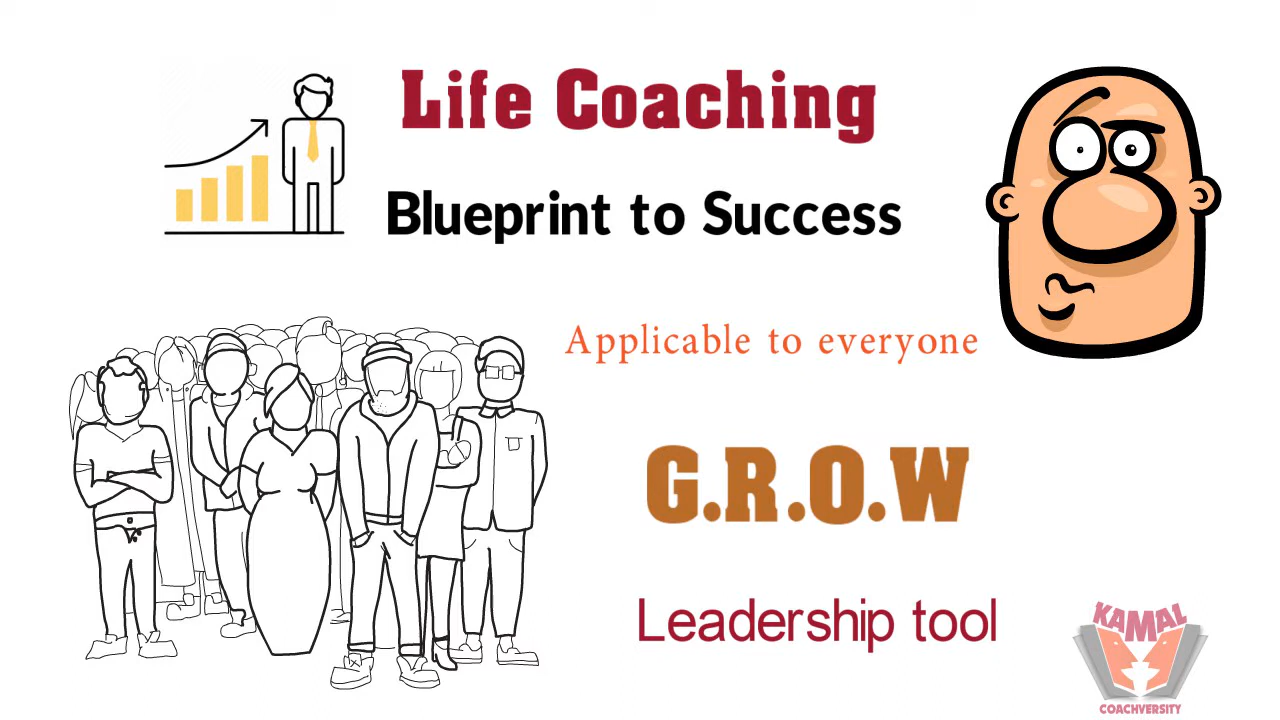 Life Coaching
Blueprint to Success
Applicable to everyone
G.R.O.W
Leadership tool
KAMAL
COACHVERSITY